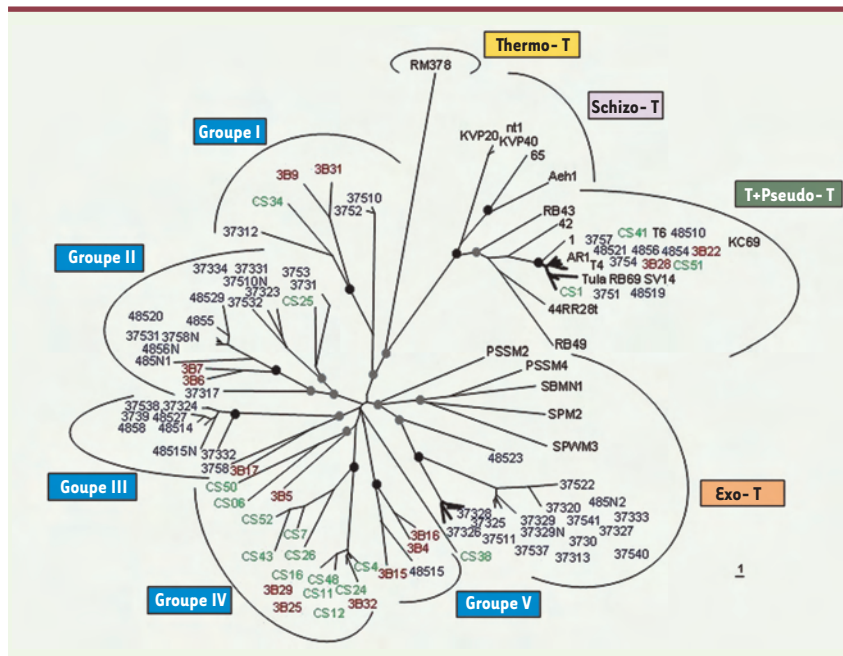 Thermo-T
RM378
Schizo-T
Groupe I
KVP20 nt1
KVP40
65
3B9 3B31
Aeh1
T+Pseudo-T
CS34
37510
3752
37312
RB43
42
1
3757 CS41 T6 48510
KC69
48521 4856 4854 3B22
AR1 T4 3754 3B28 CS51
Tula RB69 SV14
CS1 3751 48519
44RR28t
RB49
Groupe II
37334 37331 3753
37510N 3731
48529 37323 CS25
37532
48520 4855
37531 3758N
4856N
485N1
3B7
3B6
37317
PSSM2
PSSM4
SBMN1
SPM2
SPWM3
37538 37324
3739 48527
4858 48514
48515N 37332
3758 3B17
Goupe III
CS50
CS06
3B5
CS52
CS7
CS43 CS26
CS16 CS48 CS4
3B29 CS11 CS24
3B25 CS12 3B32
Groupe IV
3B16
3B4
3B15 48515
CS38
48523
37522
Exo-T
485N2
37328 37320 37333
37325 37329 37541 37327
37326 37511 37329N 3730
37537 37313 37540
Groupe V
1